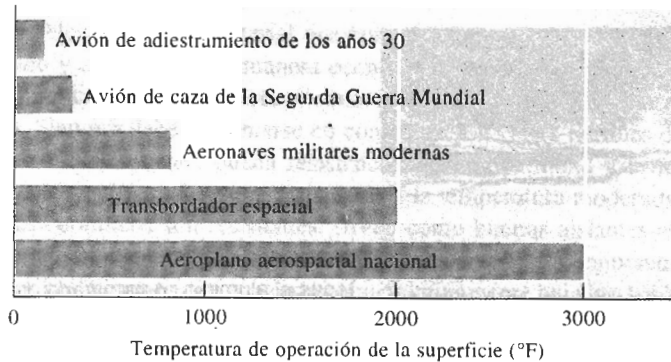 Avión de adiestramiento de los años 30
Avión de caza de la Segunda Guerra Mundial
Aeronaves militares modernas
Transbordador espacial
Aeroplano aerospacial nacional
0 1000 2000 3000
Temperatura de operación de la superficie (°F)